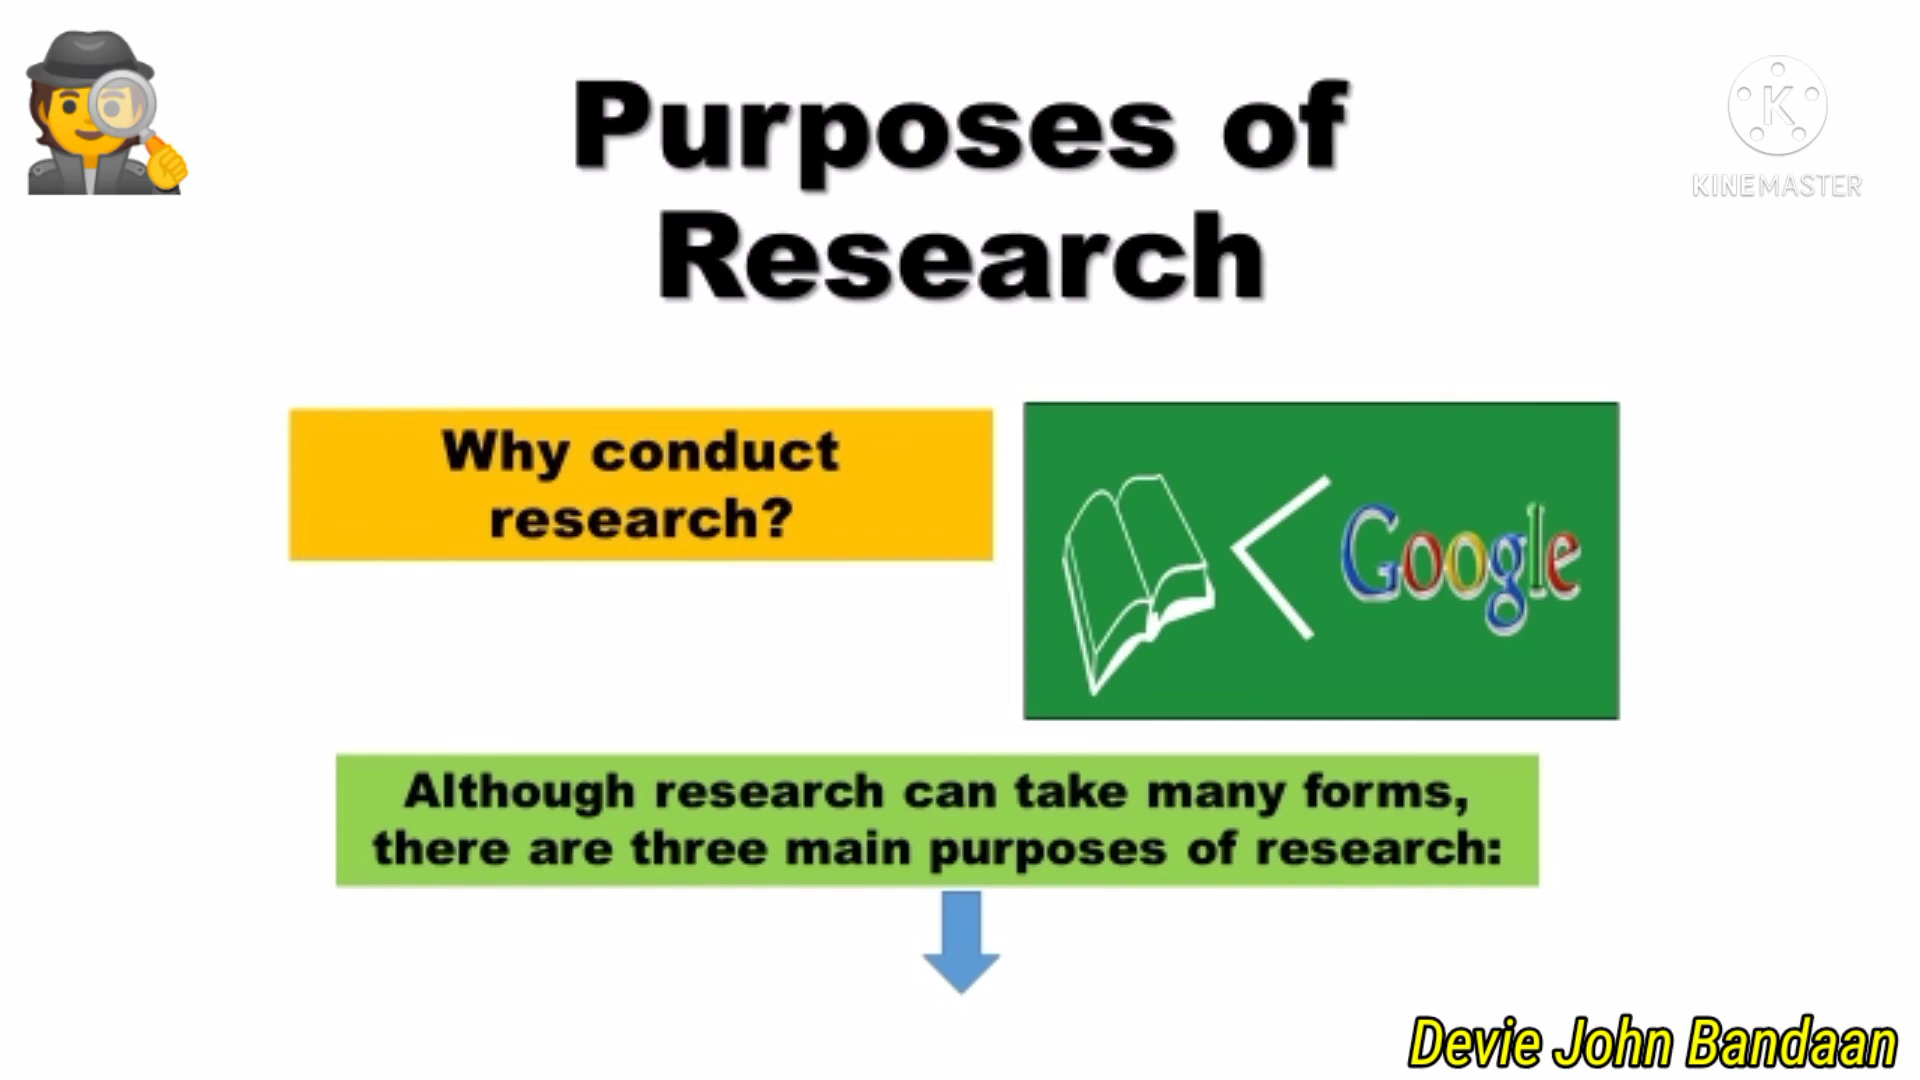 Purposes of
Research
K
KINEMASTER
Why conduct
research?
< Google
Although research can take many forms,
there are three main purposes of research:
Devie John Bandaan